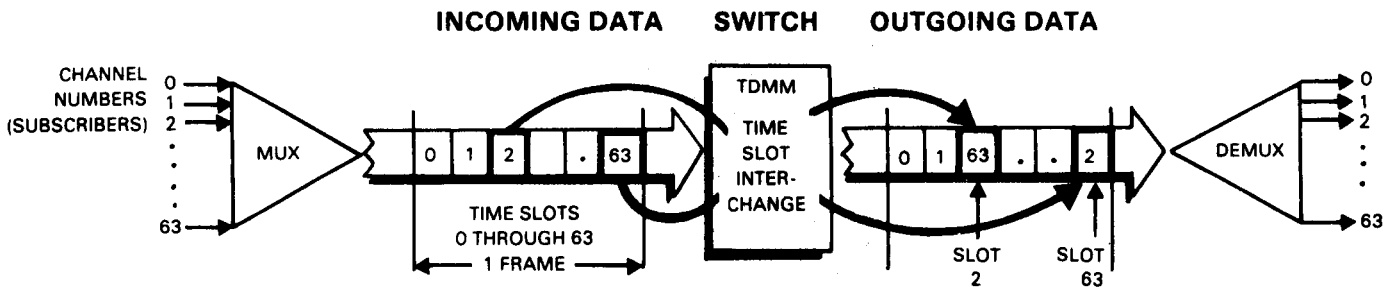 INCOMING DATA
SWITCH
OUTGOING DATA
CHANNEL
NUMBERS
(SUBSCRIBERS)
0
1
2
63
MUX
0 1 2 . 63
TIME SLOTS
0 THROUGH 63
1 FRAME
TDMM
TIME
SLOT
INTER-
CHANGE
0 1 63 . . 2
SLOT
2
SLOT
63
DEMUX
0
1
2
63